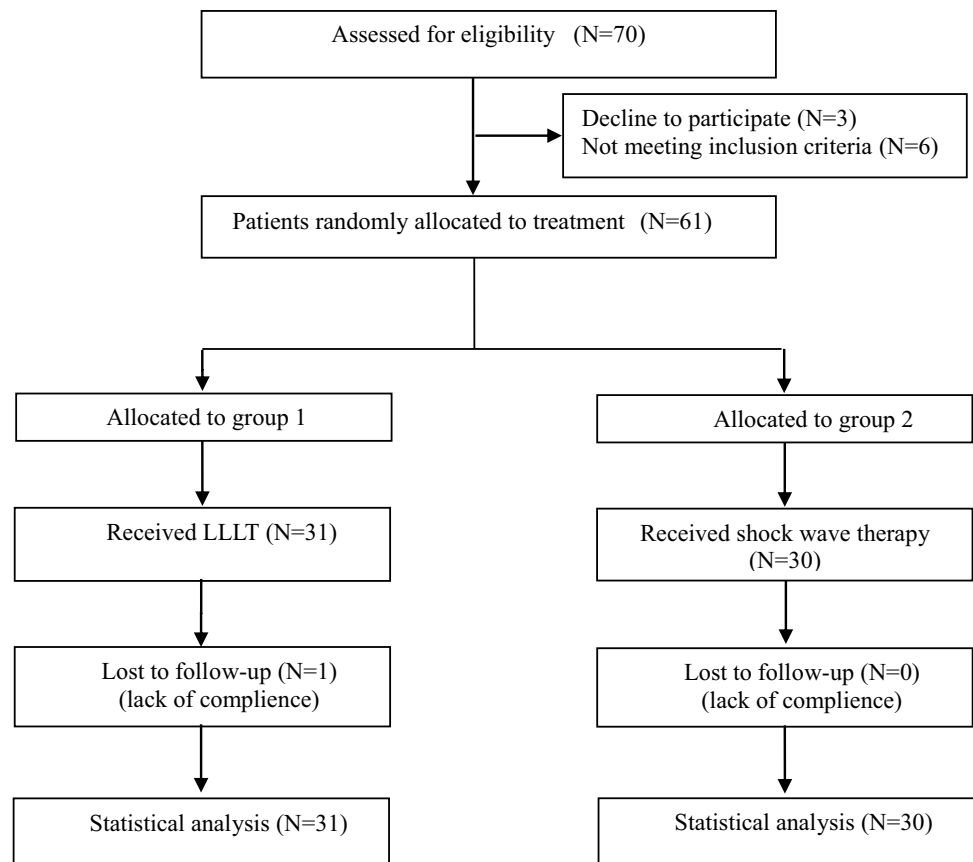 Assessed for eligibility (N=70)
Decline to participate (N=3)
Not meeting inclusion criteria (N=6)
Patients randomly allocated to treatment (N=61)
Allocated to group 1
Allocated to group 2
Received LLLT (N=31)
Received shock wave therapy
(N=30)
Lost to follow-up (N=1)
(lack of complience)
Lost to follow-up (N=0)
(lack of complience)
Statistical analysis (N=31)
Statistical analysis (N=30)